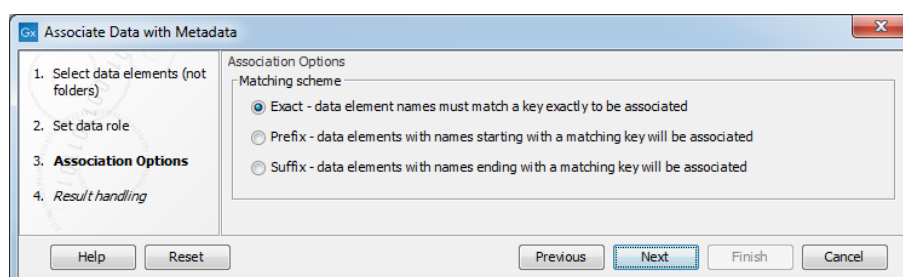 Gx Associate Data with Metadata
1. Select data elements (not
folders)
2. Set data role
3. Association Options
4. Result handling
Association Options
Matching scheme
Exact - data element names must match a key exactly to be associated
Prefix - data elements with names starting with a matching key will be associated
Suffix - data elements with names ending with a matching key will be associated
Help Reset Previous Next Finish Cancel